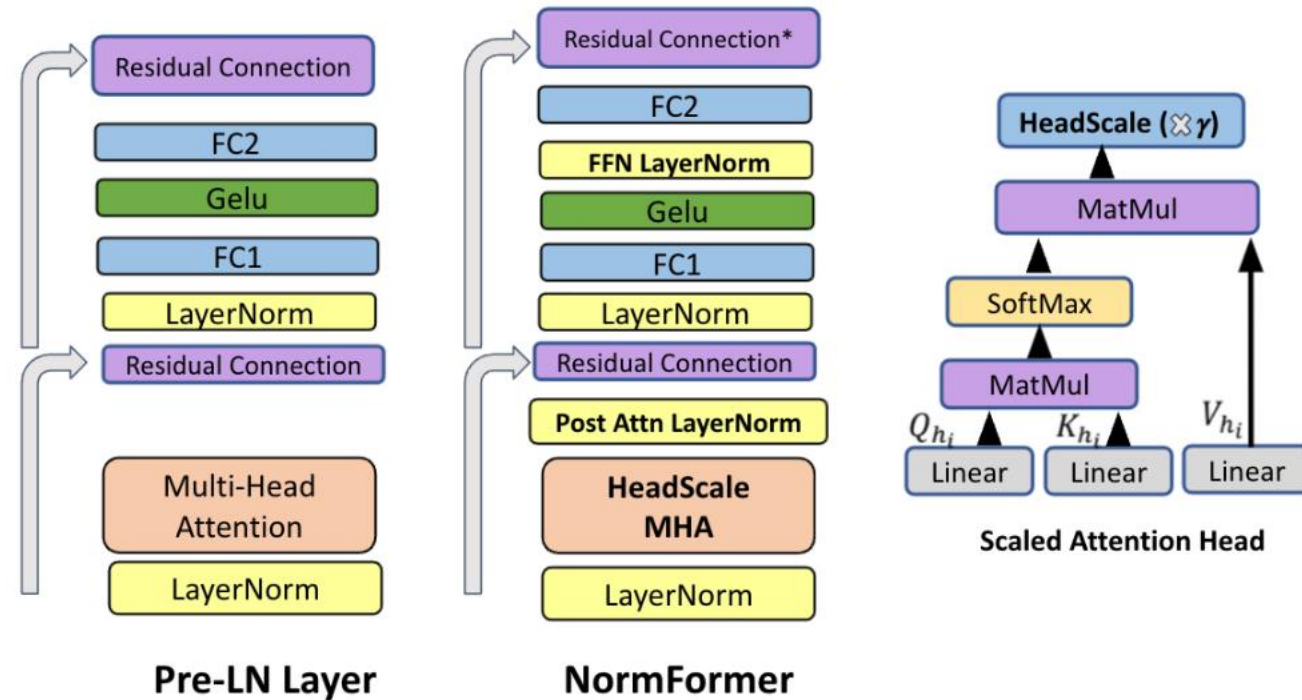 Residual Connection
FC2
Gelu
FC1
LayerNorm
Residual Connection
Multi-Head
Attention
LayerNorm
Pre-LN Layer
Residual Connection*
FC2
FFN LayerNorm
Gelu
FC1
LayerNorm
Residual Connection
Post Attn LayerNorm
HeadScale
MHA
LayerNorm
NormFormer
HeadScale (⊗ γ)
MatMul
SoftMax
MatMul
Q_{h_i} K_{h_i} V_{h_i}
Linear Linear Linear
Scaled Attention Head